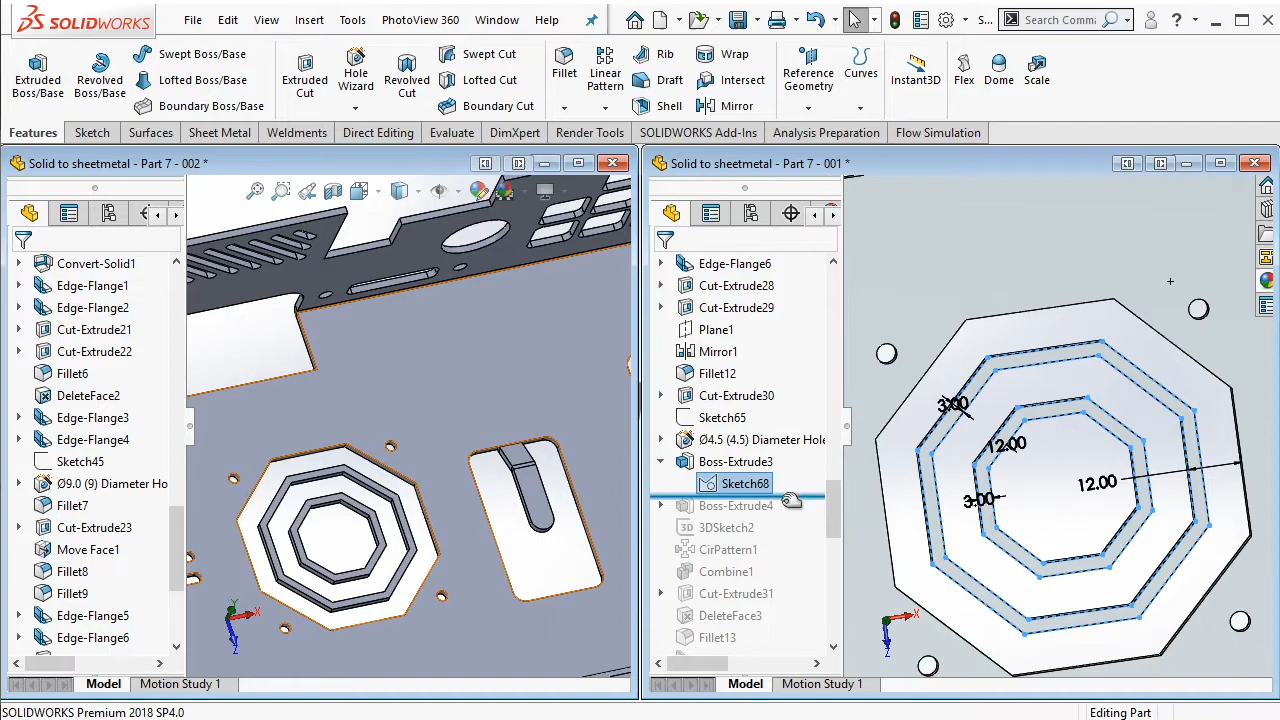 SOLIDWORKS
File Edit View Insert Tools PhotoView 360 Window Help
S...
Search Comma
Extruded Boss/Base
Revolved Boss/Base
Swept Boss/Base
Lofted Boss/Base
Boundary Boss/Base
Extruded Cut
Hole Wizard
Revolved Cut
Swept Cut
Lofted Cut
Boundary Cut
Fillet
Linear Pattern
Rib
Draft
Shell
Wrap
Intersect
Mirror
Reference Geometry
Curves
Instant3D
Flex
Dome
Scale
Features Sketch Surfaces Sheet Metal Weldments Direct Editing Evaluate DimXpert Render Tools SOLIDWORKS Add-Ins Analysis Preparation Flow Simulation
Solid to sheetmetal - Part 7 - 002 *
Convert-Solid1
Edge-Flange1
Edge-Flange2
Cut-Extrude21
Cut-Extrude22
Fillet6
DeleteFace2
Edge-Flange3
Edge-Flange4
Sketch45
Ø9.0 (9) Diameter Ho
Fillet7
Cut-Extrude23
Move Face1
Fillet8
Fillet9
Edge-Flange5
Edge-Flange6
Y
X
Z
Model Motion Study 1
Solid to sheetmetal - Part 7 - 001 *
Edge-Flange6
Cut-Extrude28
Cut-Extrude29
Plane1
Mirror1
Fillet12
Cut-Extrude30
Sketch65
Ø4.5 (4.5) Diameter Hole
Boss-Extrude3
Sketch68
Boss-Extrude4
3D 3DSketch2
CirPattern1
Combine1
Cut-Extrude31
DeleteFace3
Fillet13
3.00
12.00
12.00
3.00
X
Z
Model Motion Study 1
SOLIDWORKS Premium 2018 SP4.0
Editing Part